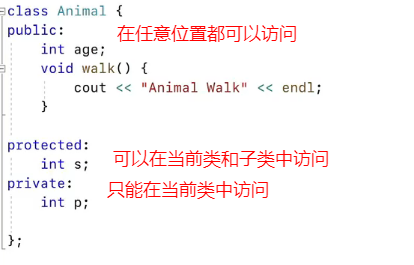 class Animal {
public:
在任意位置都可以访问
int age;
void walk() {
cout << "Animal Walk" << endl;
}
protected:
int s;
可以在当前类和子类中访问
private:
只能在当前类中访问
int p;
};